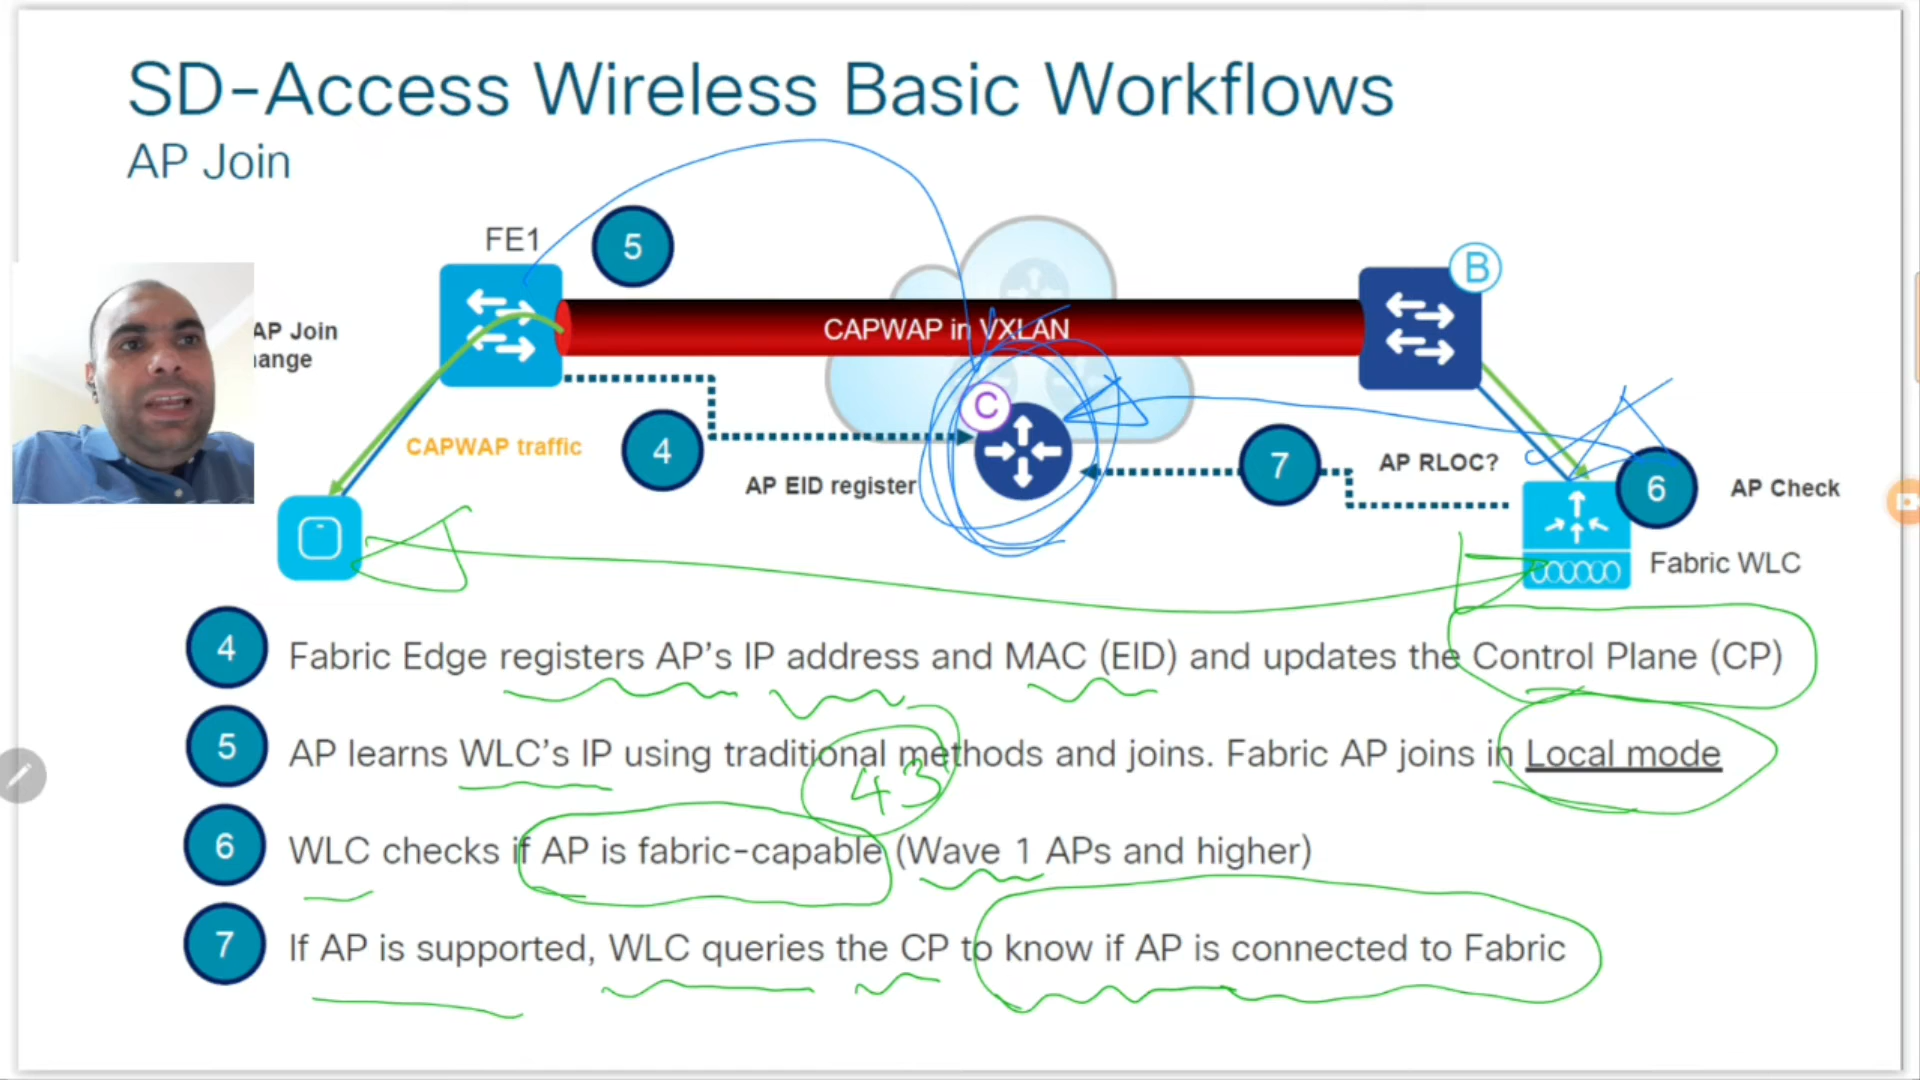 SD-Access Wireless Basic Workflows
AP Join
FE1
5
B
AP Join
CAPWAP in VXLAN
C
CAPWAP traffic
4
AP EID register
7
AP RLOC?
6
AP Check
Fabric WLC
4 Fabric Edge registers AP's IP address and MAC (EID) and updates the Control Plane (CP)
5 AP learns WLC's IP using traditional methods and joins. Fabric AP joins in Local mode
43
6 WLC checks if AP is fabric-capable (Wave 1 APs and higher)
7 If AP is supported, WLC queries the CP to know if AP is connected to Fabric